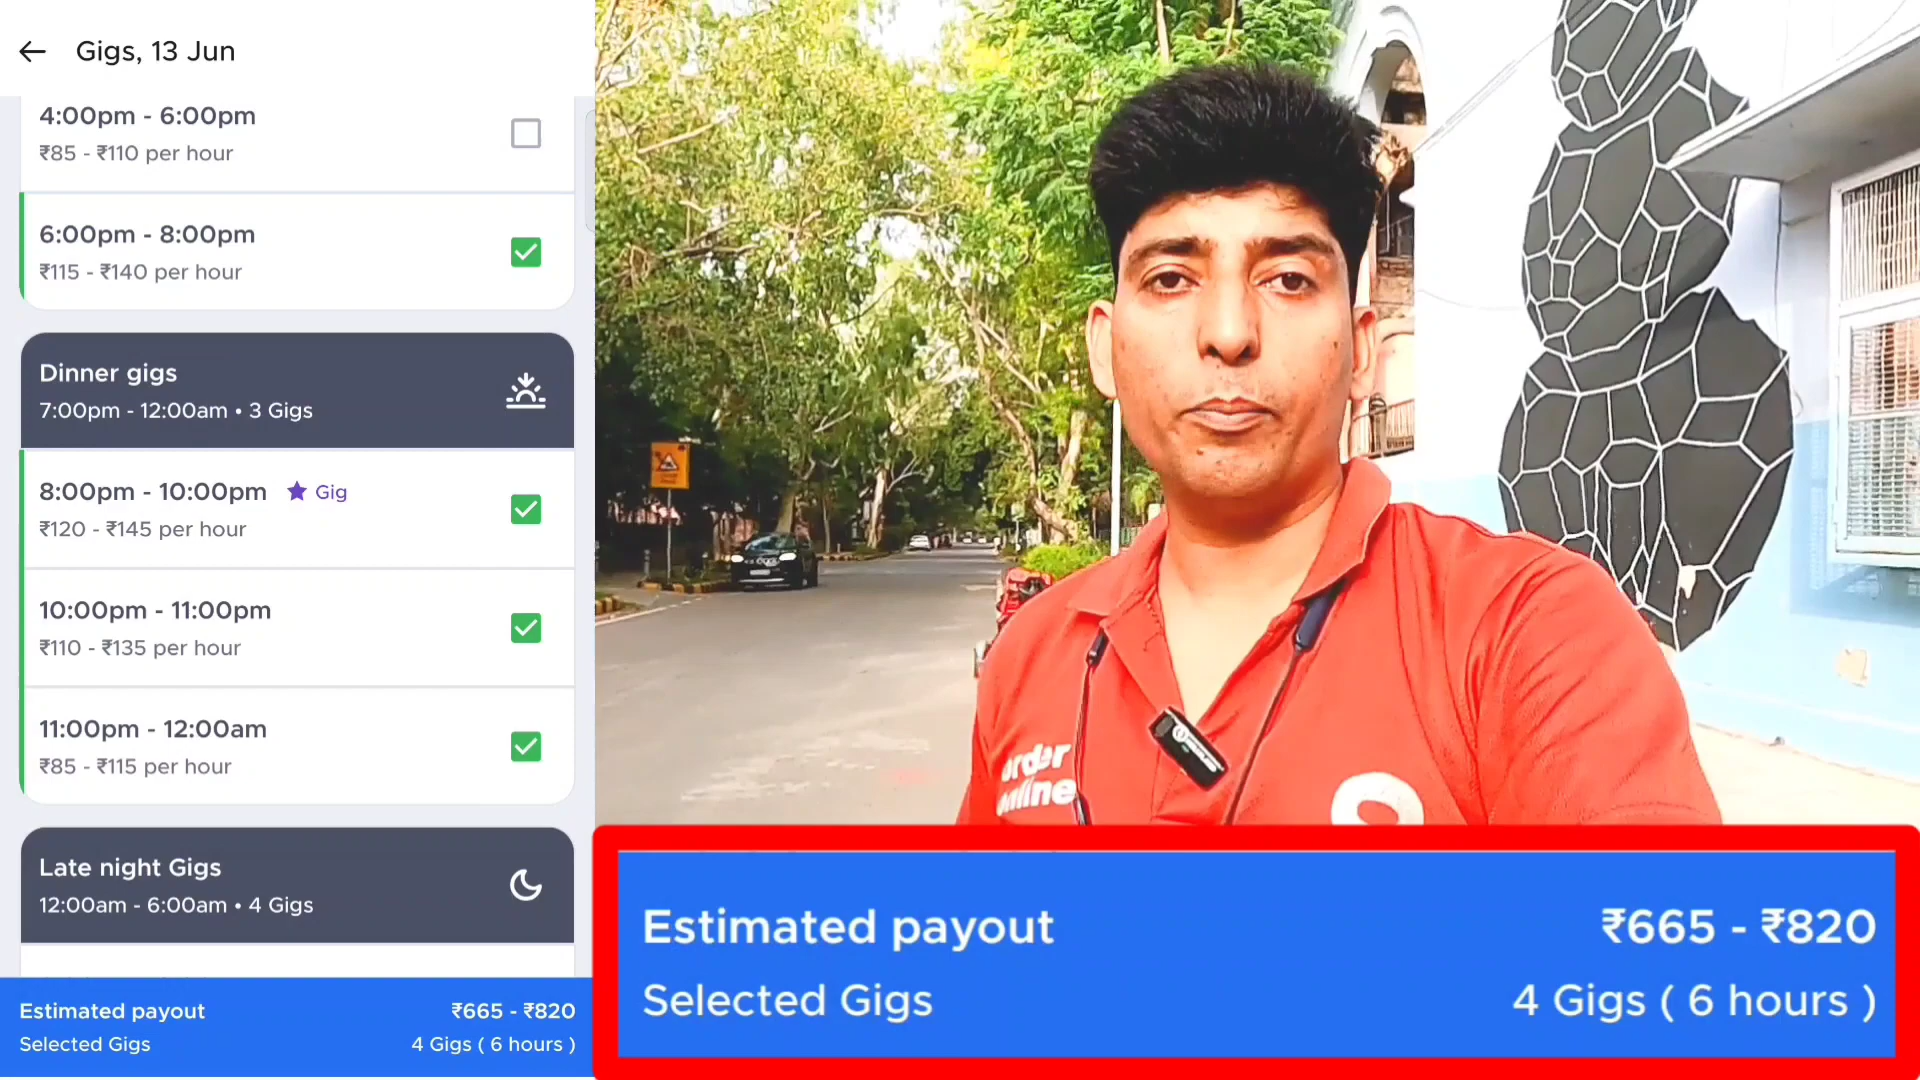 Gigs, 13 Jun
4:00pm - 6:00pm
₹85 - ₹110 per hour
6:00pm - 8:00pm
₹115 - ₹140 per hour
Dinner gigs
7:00pm - 12:00am • 3 Gigs
8:00pm - 10:00pm ★ Gig
₹120 - ₹145 per hour
10:00pm - 11:00pm
₹110 - ₹135 per hour
11:00pm - 12:00am
₹85 - ₹115 per hour
Late night Gigs
12:00am - 6:00am • 4 Gigs
Estimated payout ₹665 - ₹820
Selected Gigs 4 Gigs ( 6 hours )
order
online
Estimated payout ₹665 - ₹820
Selected Gigs 4 Gigs ( 6 hours )